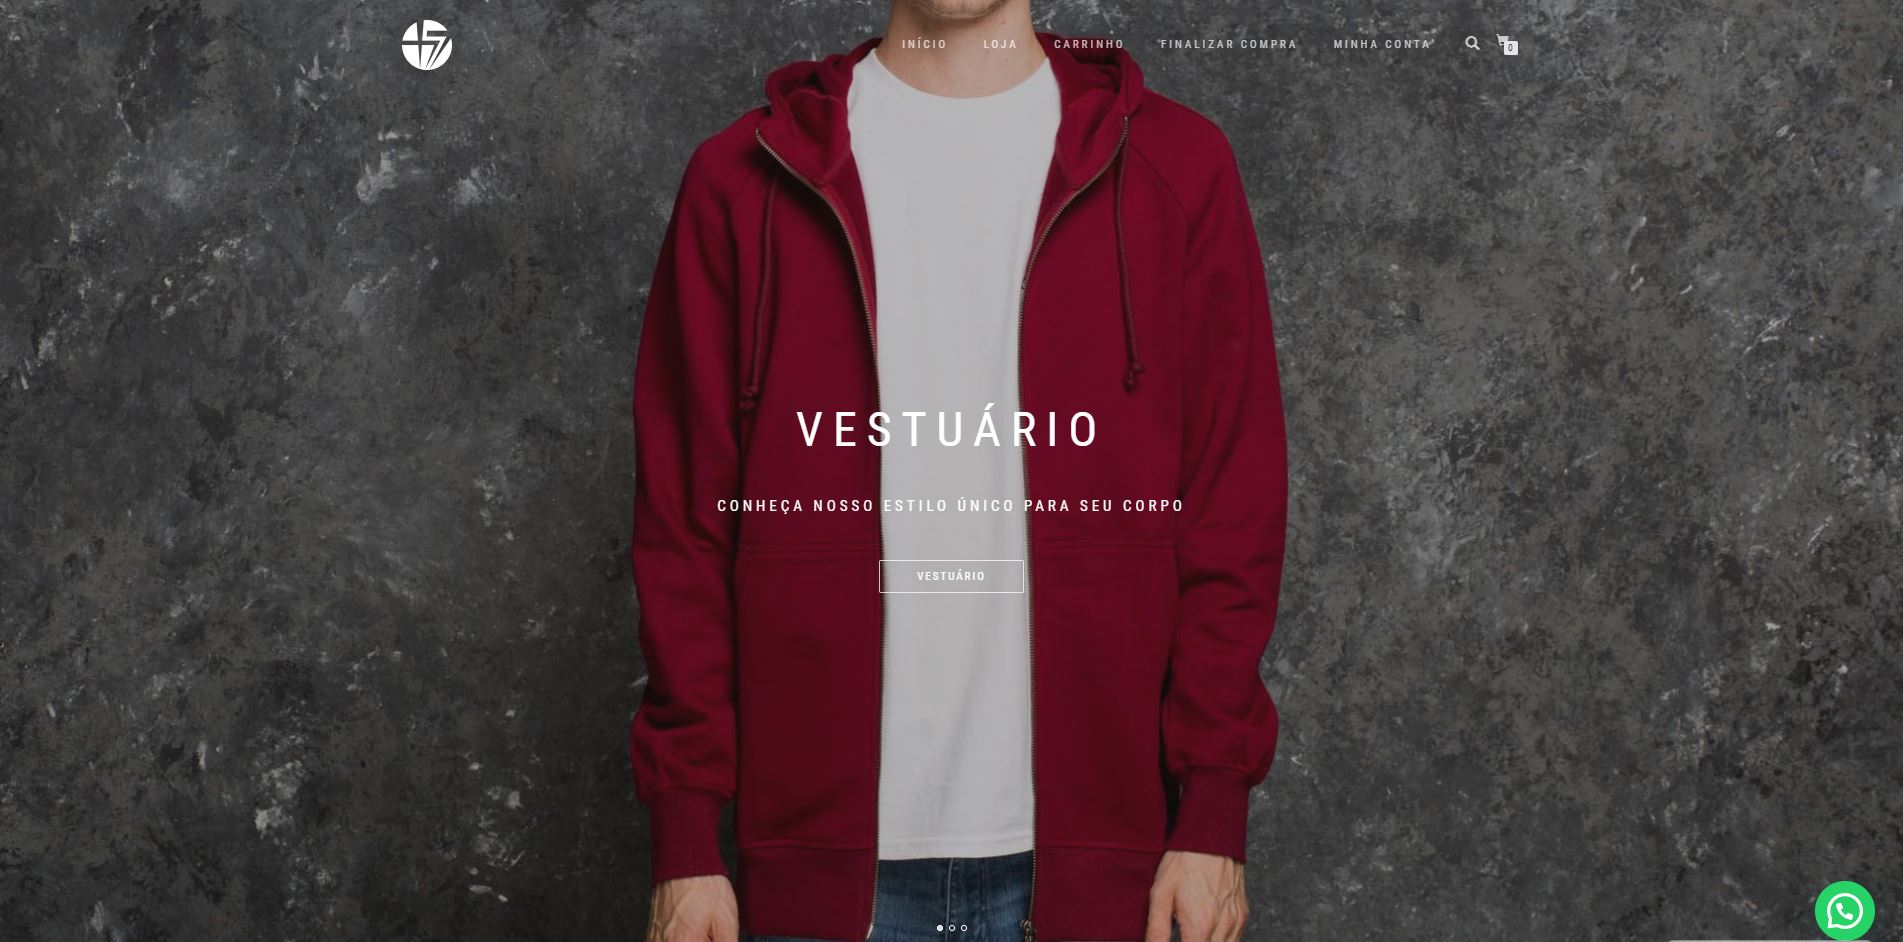 INÍCIO LOJA CARRINHO FINALIZAR COMPRA MINHA CONTA 0
VESTUÁRIO
CONHEÇA NOSSO ESTILO ÚNICO PARA SEU CORPO
VESTUÁRIO